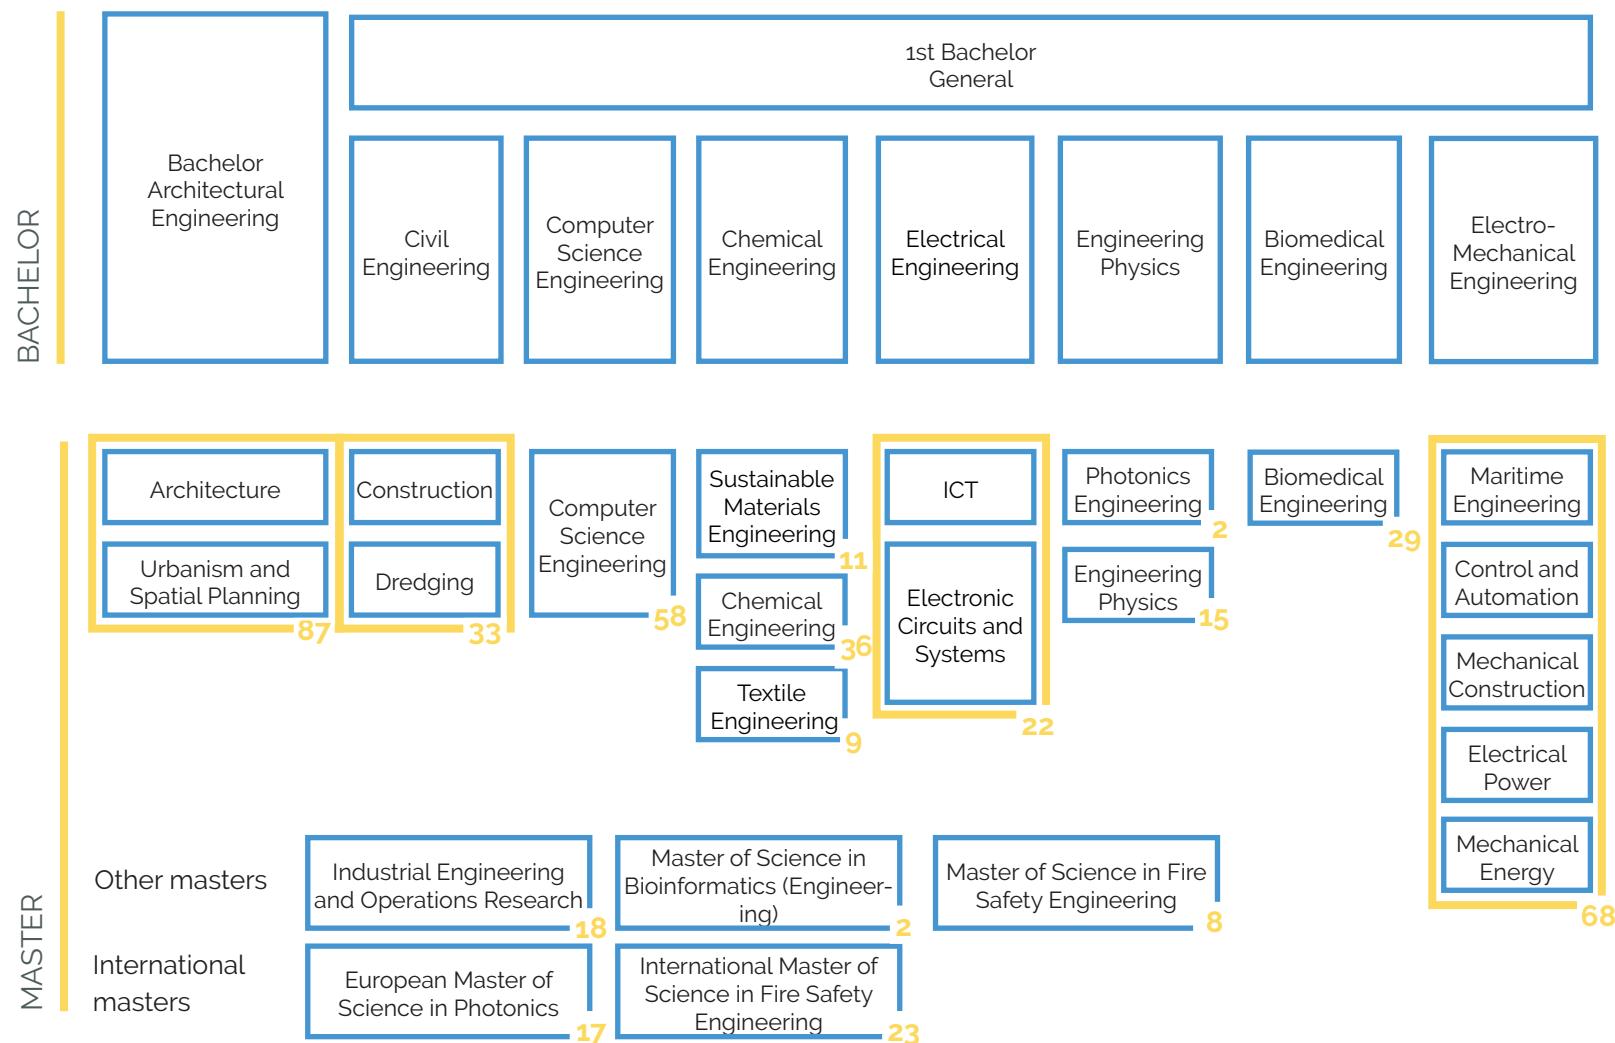 BACHELOR
Bachelor
Architectural
Engineering
1st Bachelor
General
Civil
Engineering
Computer
Science
Engineering
Chemical
Engineering
Electrical
Engineering
Engineering
Physics
Biomedical
Engineering
Electro-
Mechanical
Engineering
MASTER
Architecture
Urbanism and
Spatial Planning
87
Construction
Dredging
33
Computer
Science
Engineering
58
Sustainable
Materials
Engineering
11
Chemical
Engineering
36
Textile
Engineering
9
ICT
Electronic
Circuits and
Systems
22
Photonics
Engineering
2
Engineering
Physics
15
Biomedical
Engineering
29
Maritime
Engineering
Control and
Automation
Mechanical
Construction
Electrical
Power
Mechanical
Energy
68
Other masters
Industrial Engineering
and Operations Research
18
Master of Science in
Bioinformatics (Engineer-
ing)
2
Master of Science in Fire
Safety Engineering
8
International
masters
European Master of
Science in Photonics
17
International Master of
Science in Fire Safety
Engineering
23